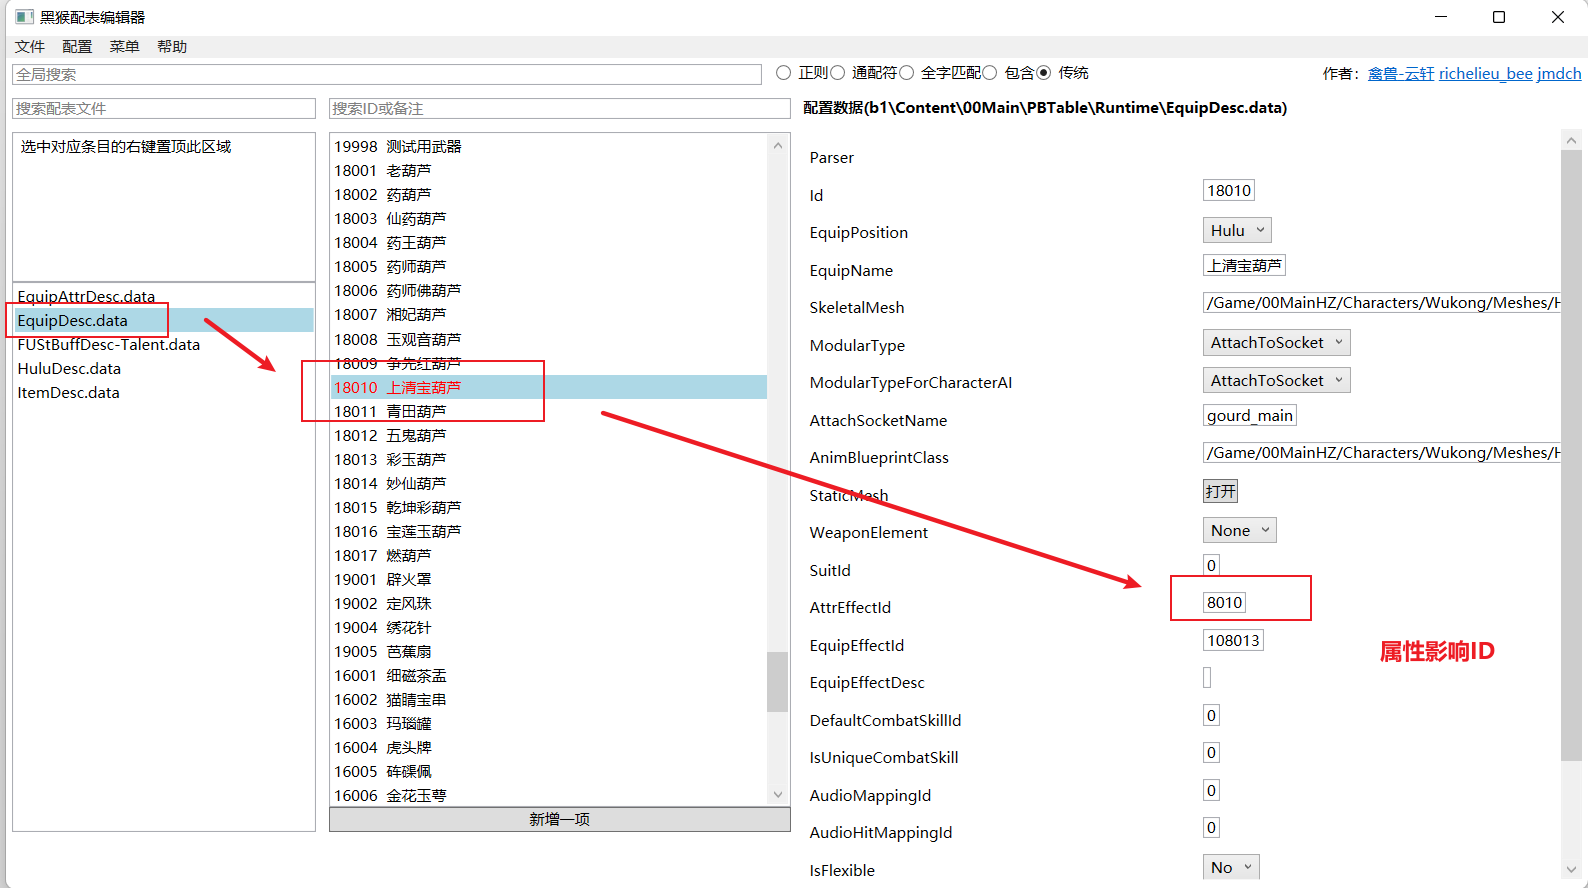 黑猴配表编辑器
文件 配置 菜单 帮助
全局搜索
正则 通配符 全字匹配 包含 传统
作者： 禽兽-云轩 richelieu_bee jmdch
搜索配表文件
搜索ID或备注
配置数据(b1\Content\00Main\PBTable\Runtime\EquipDesc.data)
选中对应条目的右键置顶此区域
EquipAttrDesc.data
EquipDesc.data
FUStBuffDesc-Talent.data
HuluDesc.data
ItemDesc.data
19998 测试用武器
18001 老葫芦
18002 药葫芦
18003 仙药葫芦
18004 药王葫芦
18005 药师葫芦
18006 药师佛葫芦
18007 湘妃葫芦
18008 玉观音葫芦
18009 争先红葫芦
18010 上清宝葫芦
18011 青田葫芦
18012 五鬼葫芦
18013 彩玉葫芦
18014 妙仙葫芦
18015 乾坤彩葫芦
18016 宝莲玉葫芦
18017 燃葫芦
19001 辟火罩
19002 定风珠
19004 绣花针
19005 芭蕉扇
16001 细磁茶盂
16002 猫睛宝串
16003 玛瑙罐
16004 虎头牌
16005 砗磲佩
16006 金花玉萼
新增一项
Parser
Id 18010
EquipPosition Hulu
EquipName 上清宝葫芦
SkeletalMesh /Game/00MainHZ/Characters/Wukong/Meshes/H
ModularType AttachToSocket
ModularTypeForCharacterAI AttachToSocket
AttachSocketName gourd_main
AnimBlueprintClass /Game/00MainHZ/Characters/Wukong/Meshes/H
StaticMesh 打开
WeaponElement None
SuitId 0
AttrEffectId 8010
EquipEffectId 108013
属性影响ID
EquipEffectDesc
DefaultCombatSkillId 0
IsUniqueCombatSkill 0
AudioMappingId 0
AudioHitMappingId 0
IsFlexible No